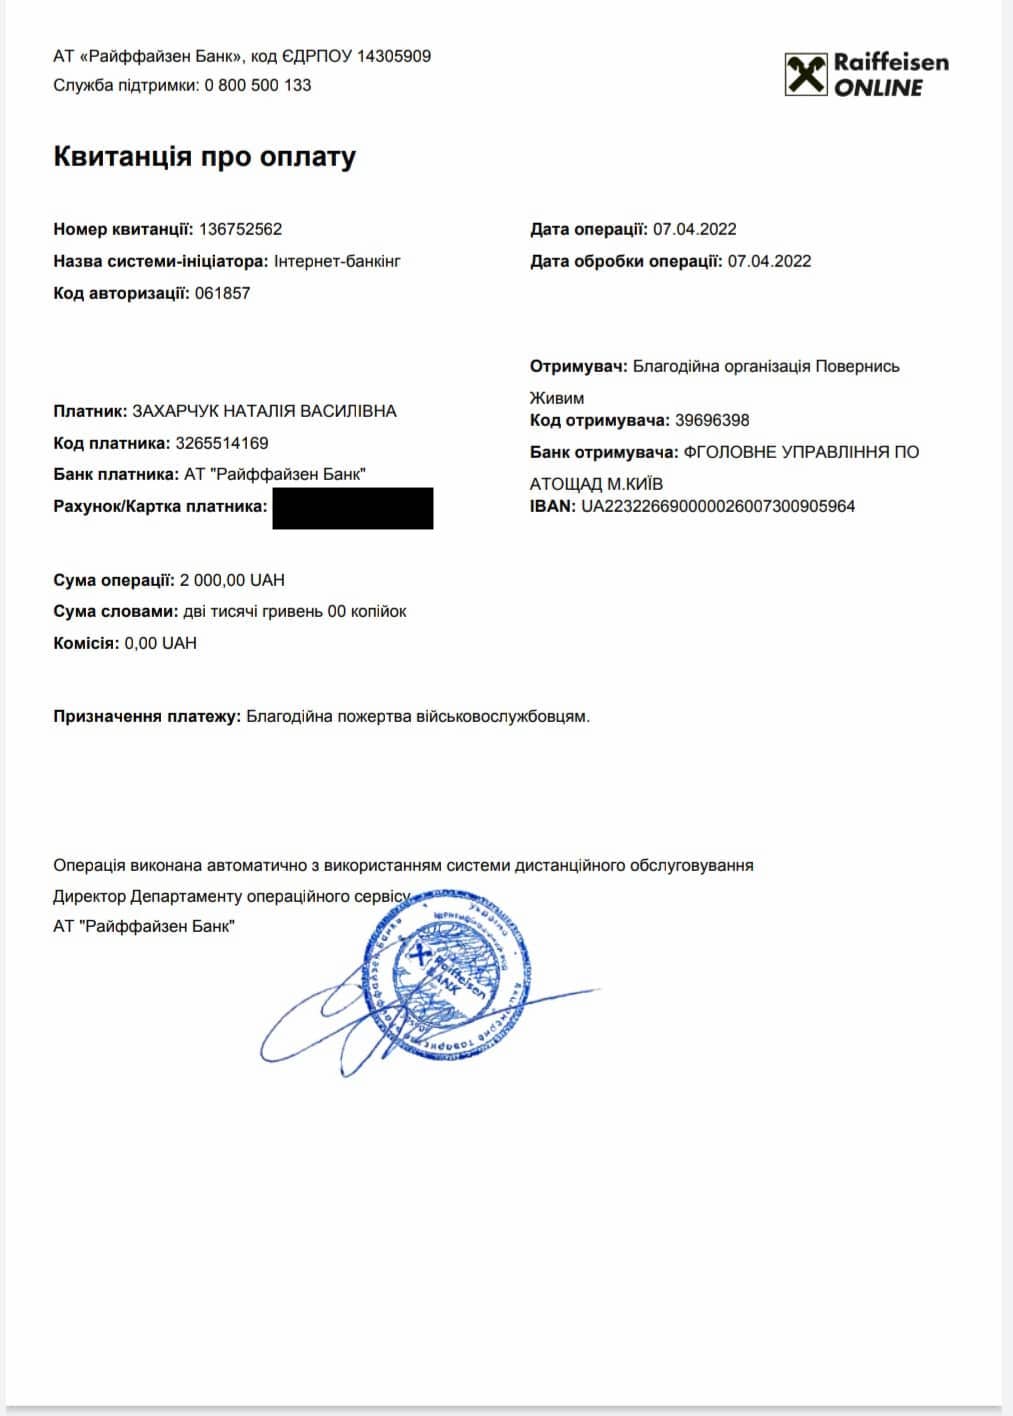 АТ «Райффайзен Банк», код ЄДРПОУ 14305909
Служба підтримки: 0 800 500 133
Raiffeisen
ONLINE
Квитанція про оплату
Номер квитанції: 136752562
Назва системи-ініціатора: Інтернет-банкінг
Код авторизації: 061857
Дата операції: 07.04.2022
Дата обробки операції: 07.04.2022
Платник: ЗАХАРЧУК НАТАЛІЯ ВАСИЛІВНА
Код платника: 3265514169
Банк платника: АТ "Райффайзен Банк"
Рахунок/Картка платника:
Отримувач: Благодійна організація Повернись
Живим
Код отримувача: 39696398
Банк отримувача: ФГОЛОВНЕ УПРАВЛІННЯ ПО
АТОЩАД М.КИЇВ
IBAN: UA223226690000026007300905964
Сума операції: 2 000,00 UAH
Сума словами: дві тисячі гривень 00 копійок
Комісія: 0,00 UAH
Призначення платежу: Благодійна пожертва військовослужбовцям.
Операція виконана автоматично з використанням системи дистанційного обслуговування
Директор Департаменту операційного сервісу
АТ "Райффайзен Банк"
Україна
Raiffeisen
BANK